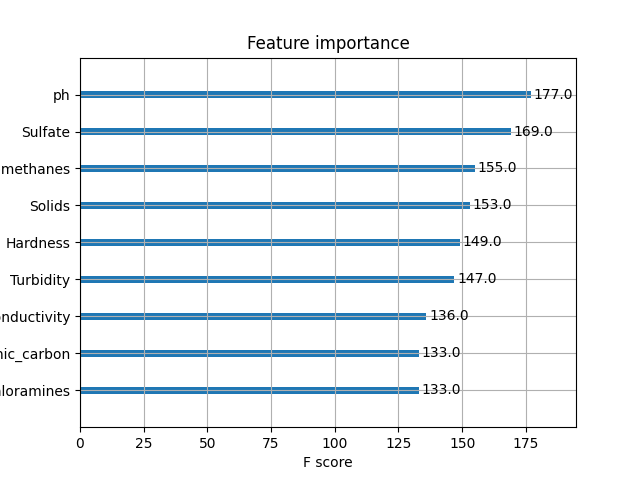 Feature importance
ph 177.0
Sulfate 169.0
methanes 155.0
Solids 153.0
Hardness 149.0
Turbidity 147.0
onductivity 136.0
nic_carbon 133.0
loramines 133.0
0 25 50 75 100 125 150 175
F score